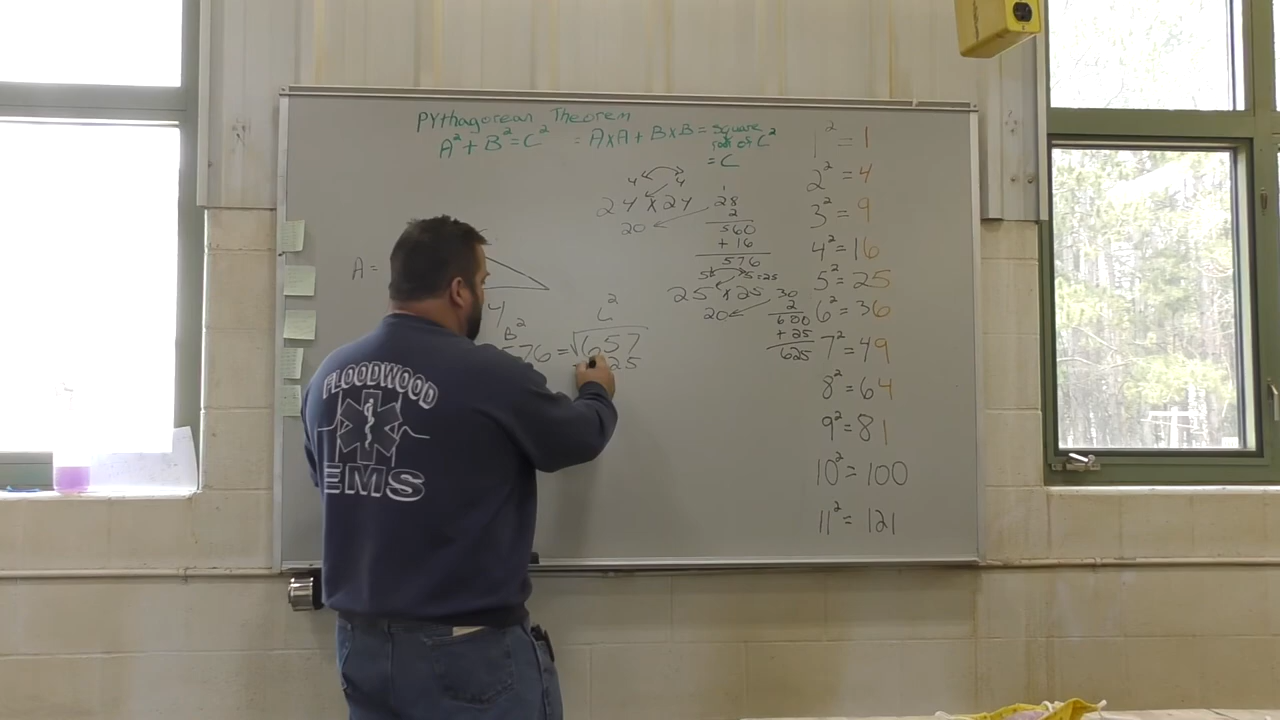 Pythagorean Theorem
A² + B² = C² = A×A + B×B = square
root of C²
= C
4 4
24 × 24
20
1
28
2
560
+ 16
576
5 5=25
25 × 25
20
30
2
600
+ 25
625
A =
4
B²
C²
576 = √657
25
1² = 1
2² = 4
3² = 9
4² = 16
5² = 25
6² = 36
7² = 49
8² = 64
9² = 81
10² = 100
11² = 121
FLOODWOOD
EMS